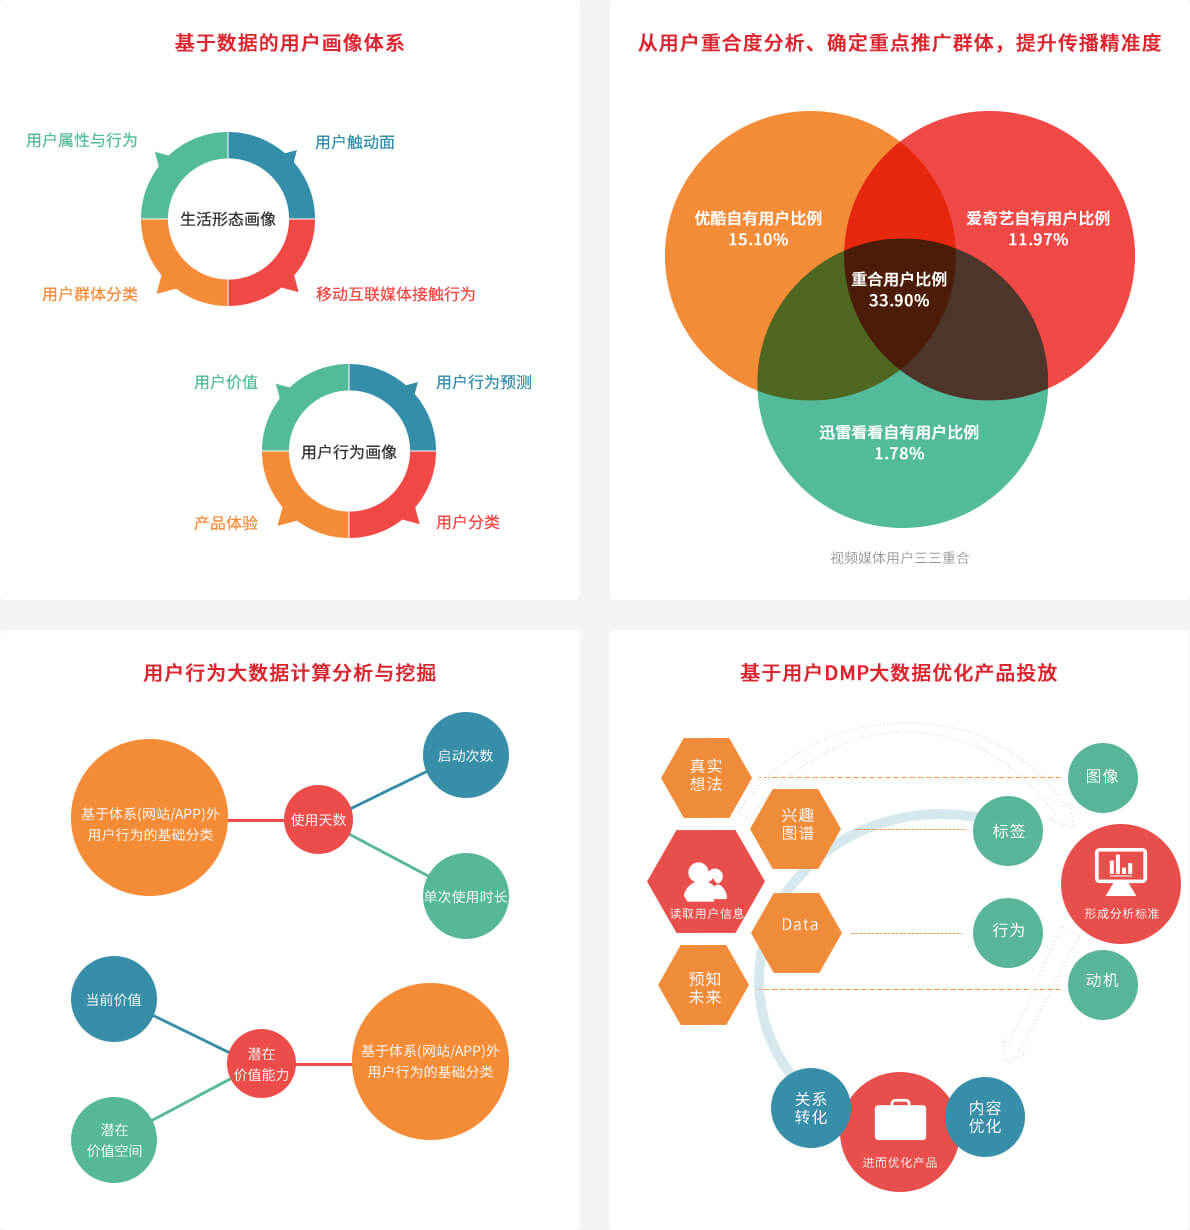 基于数据的用户画像体系
用户属性与行为
用户触动面
生活形态画像
用户群体分类
移动互联媒体接触行为
用户价值
用户行为预测
用户行为画像
产品体验
用户分类
从用户重合度分析、确定重点推广群体，提升传播精准度
优酷自有用户比例
15.10%
爱奇艺自有用户比例
11.97%
重合用户比例
33.90%
迅雷看看自有用户比例
1.78%
视频媒体用户三三重合
用户行为大数据计算分析与挖掘
启动次数
基于体系(网站/APP)外
用户行为的基础分类
使用天数
单次使用时长
当前价值
潜在
价值能力
基于体系(网站/APP)外
用户行为的基础分类
潜在
价值空间
基于用户DMP大数据优化产品投放
真实
想法
图像
兴趣
图谱
标签
读取用户信息
形成分析标准
Data
行为
预知
未来
动机
关系
转化
内容
优化
进而优化产品